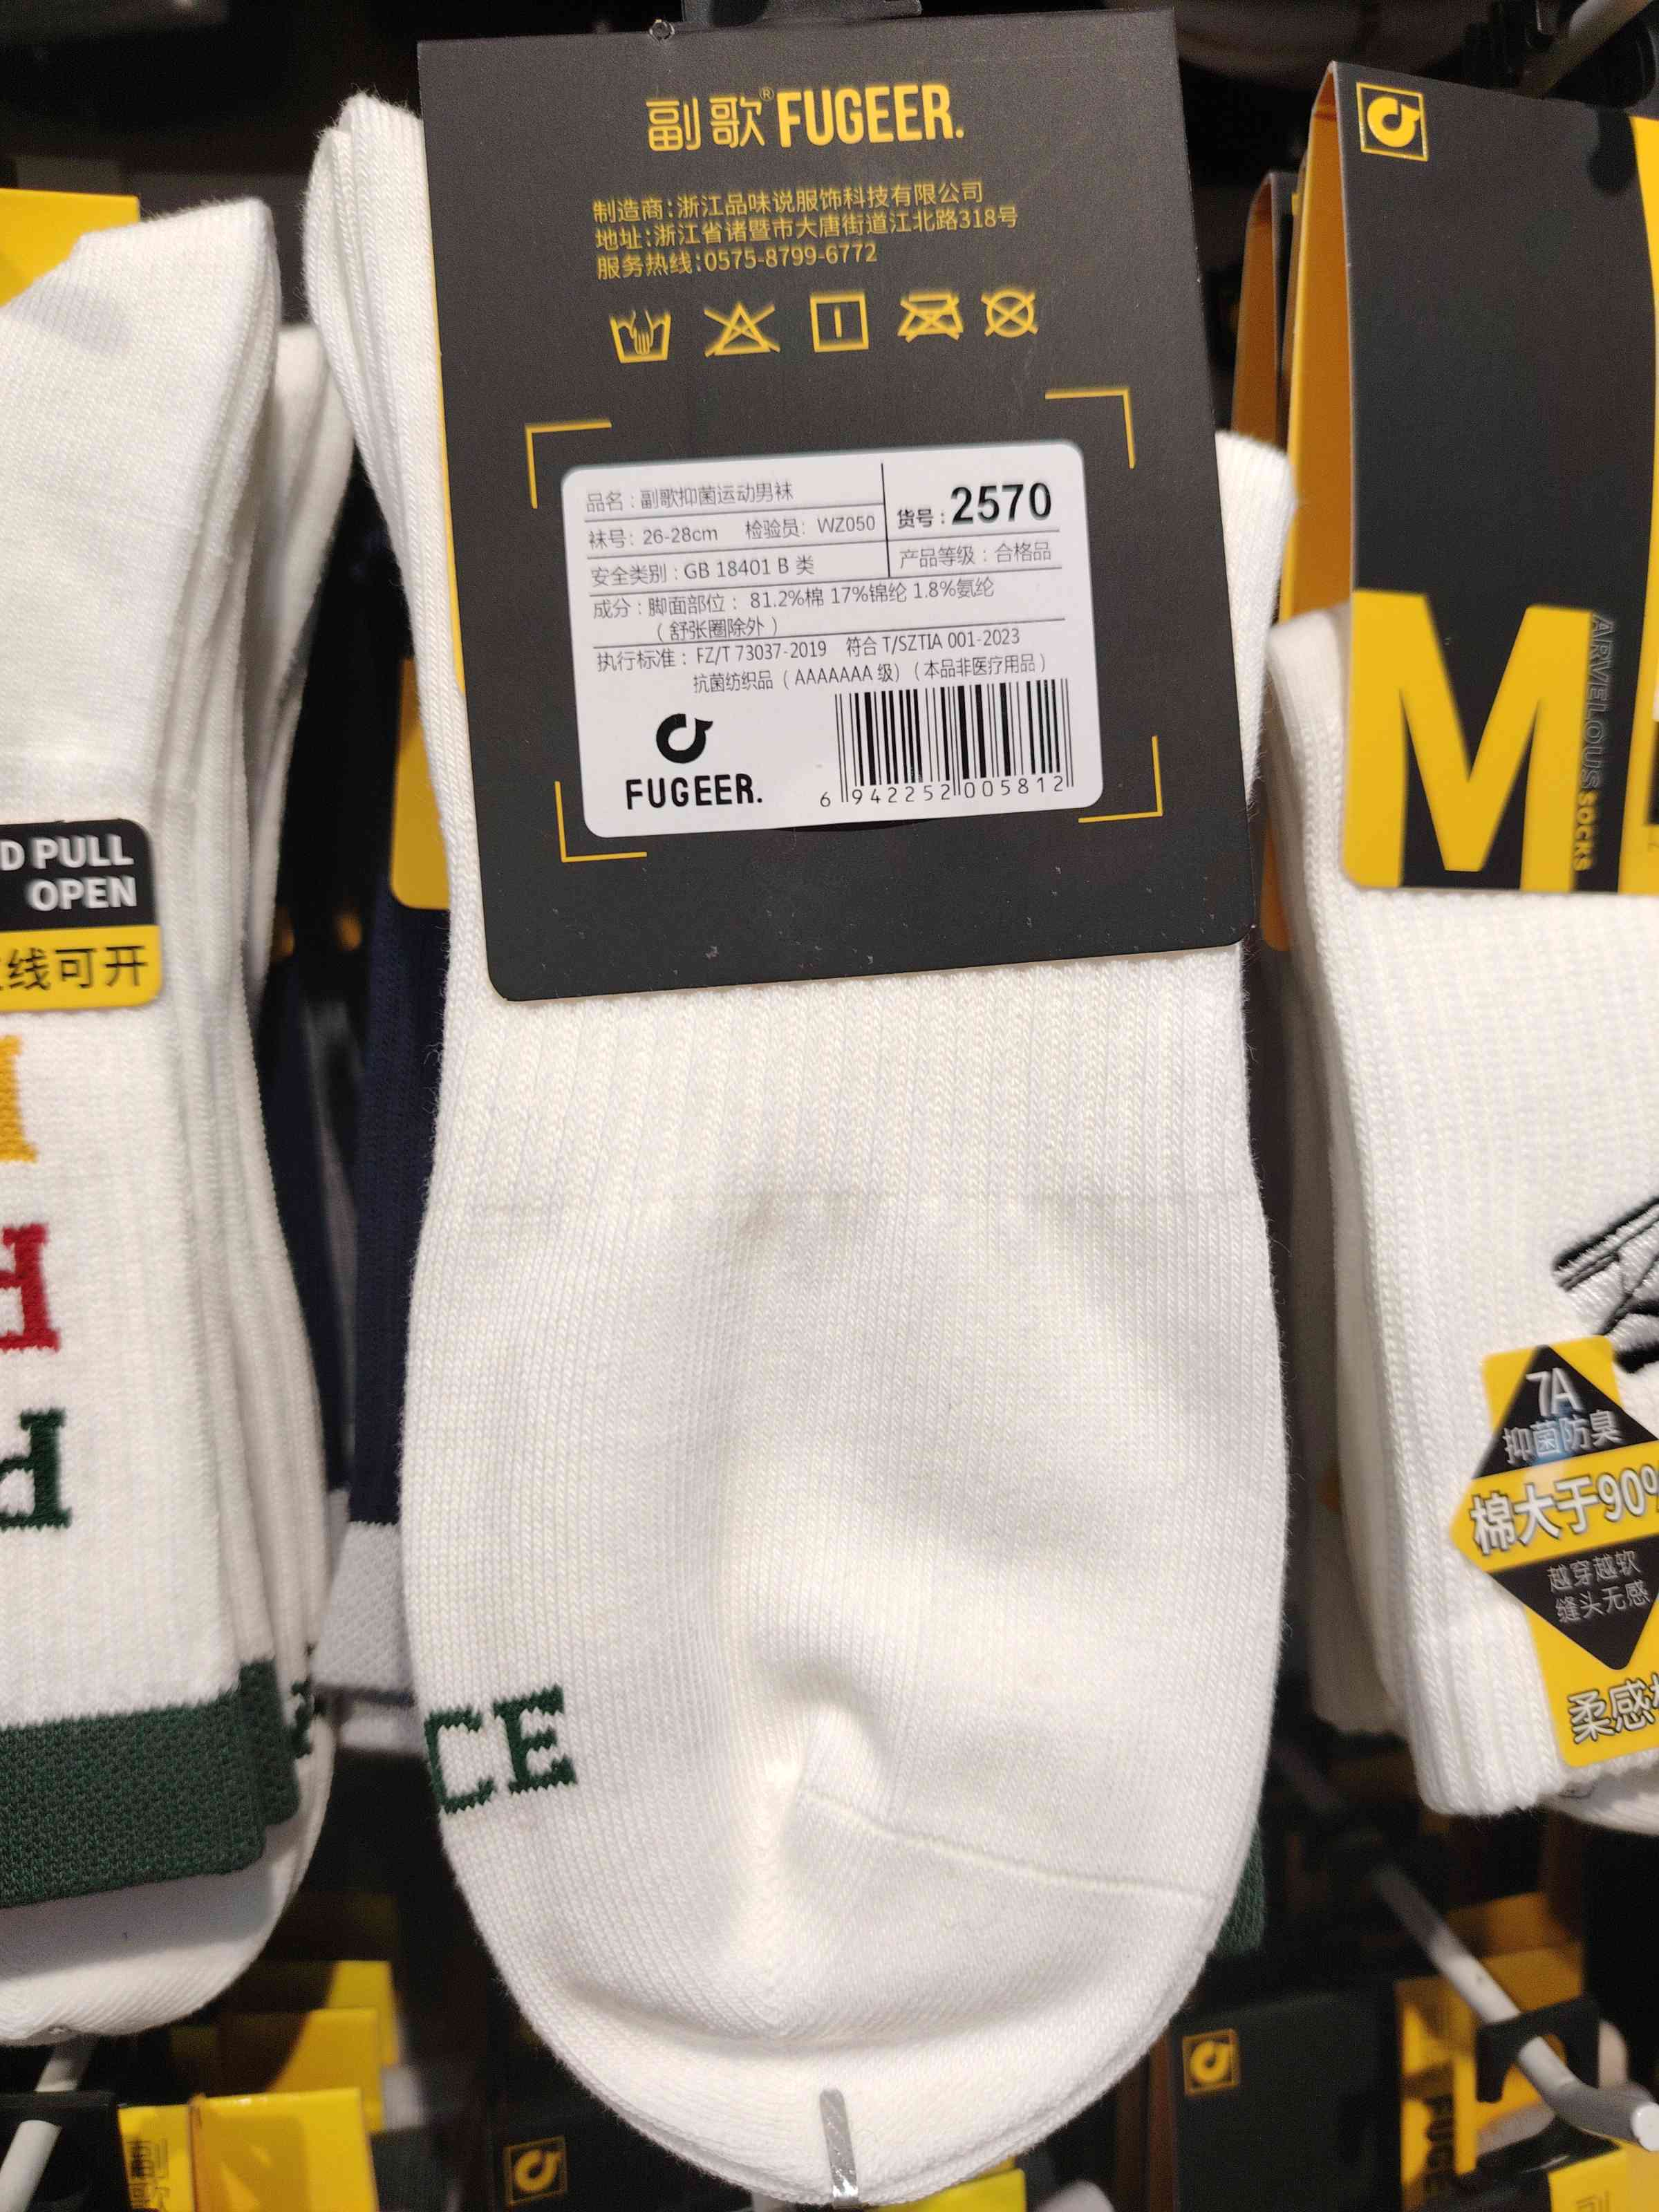 副歌® FUGEER.
制造商:浙江品味说服饰科技有限公司
地址:浙江省诸暨市大唐街道江北路318号
服务热线:0575-8799-6772
品名:副歌抑菌运动男袜
货号:2570
袜号: 26-28cm 检验员: WZ050
安全类别:GB 18401 B 类
产品等级:合格品
成分:脚面部位: 81.2%棉 17%锦纶 1.8%氨纶
(舒张圈除外)
执行标准: FZ/T 73037-2019 符合 T/SZTIA 001-2023
抗菌纺织品(AAAAAAA 级)(本品非医疗用品)
FUGEER.
6 942252 005812
D PULL
OPEN
线可开
CE
M
ARVELOUS SOCKS
7A
抑菌防臭
棉大于90%
越穿越软
缝头无感
柔感
FUGEE
副歌